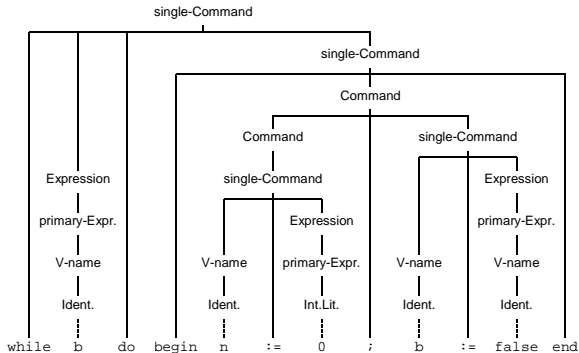 single-Command
single-Command
Command
Command single-Command
Expression single-Command Expression
primary-Expr. Expression primary-Expr.
V-name V-name primary-Expr. V-name V-name
Ident. Ident. Int.Lit. Ident. Ident.
while b do begin n := 0 ; b := false end